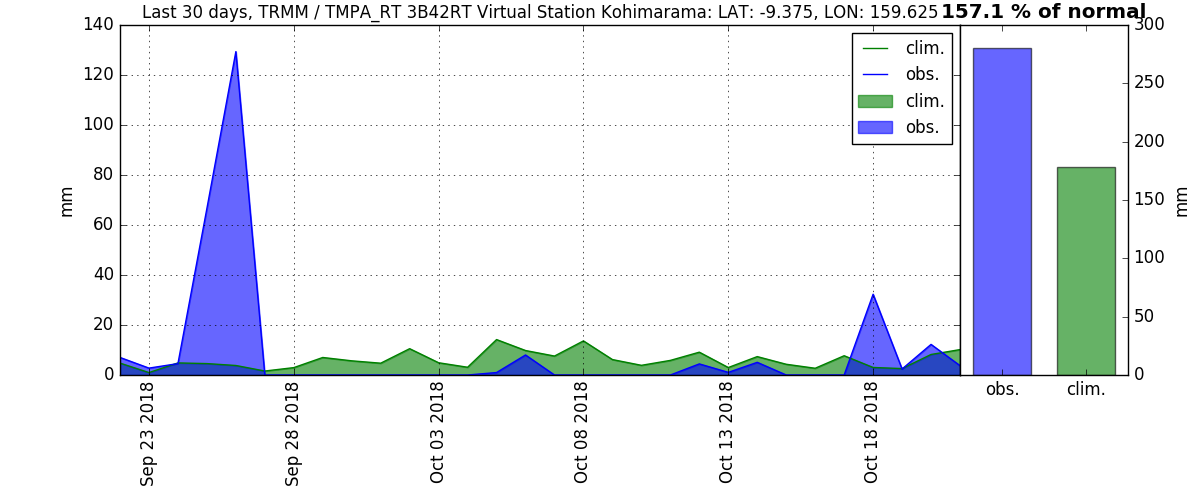 Last 30 days, TRMM / TMPA_RT 3B42RT Virtual Station Kohimarama: LAT: -9.375, LON: 159.625
157.1 % of normal
140
120
100
80
60
40
20
0
mm
clim.
obs.
clim.
obs.
Sep 23 2018
Sep 28 2018
Oct 03 2018
Oct 08 2018
Oct 13 2018
Oct 18 2018
300
250
200
150
100
50
0
mm
obs.
clim.